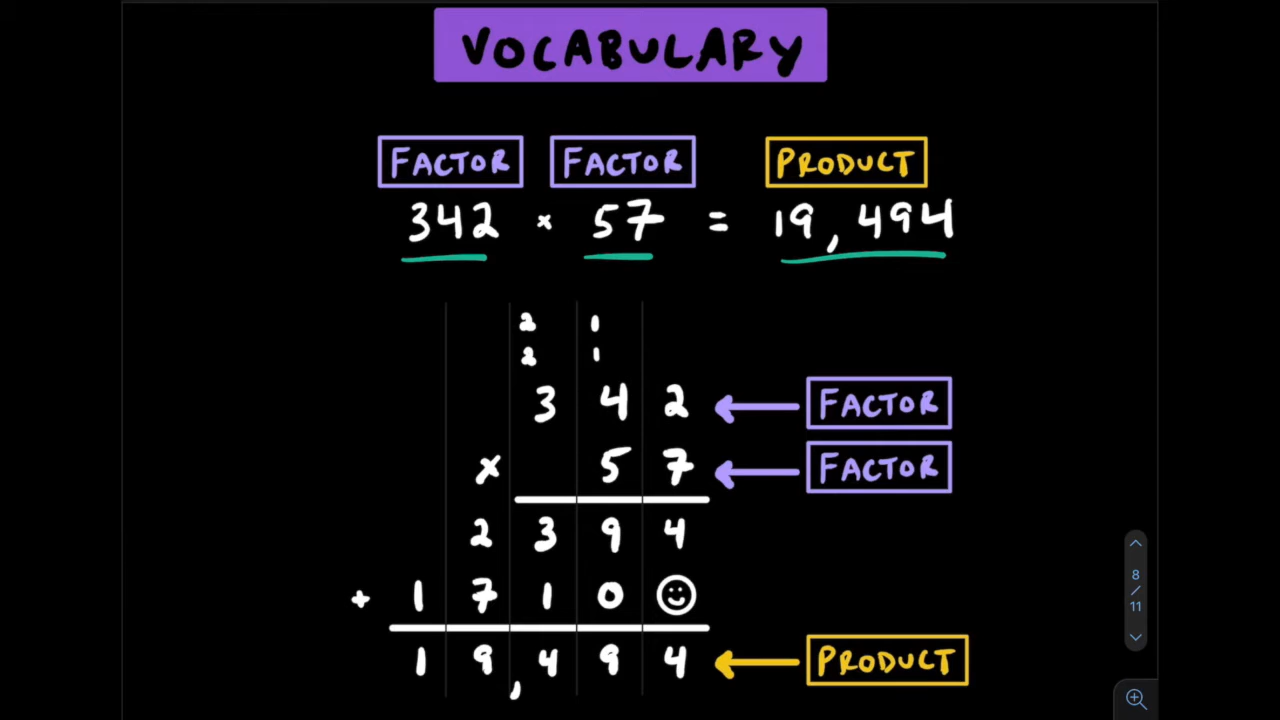 VOCABULARY
FACTOR FACTOR PRODUCT
342 × 57 = 19,494
2 1
2 1
3 4 2 FACTOR
× 5 7 FACTOR
2 3 9 4
+ 1 7 1 0 ☺
1 9, 4 9 4 PRODUCT
8
/
11